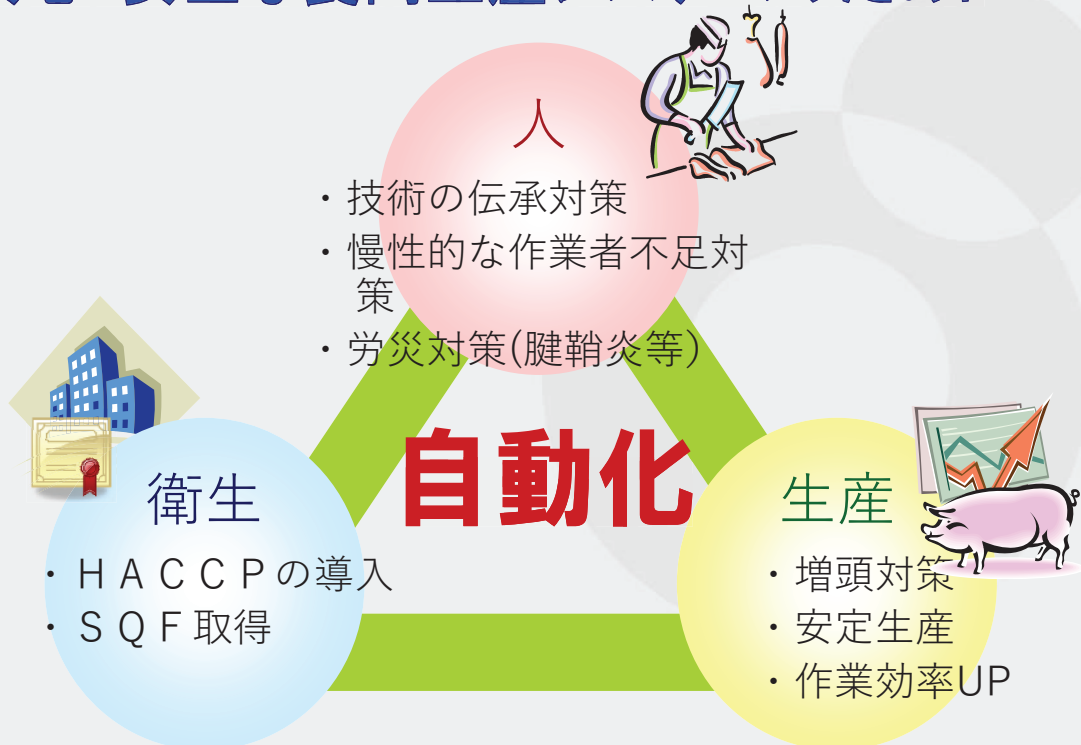 人
・技術の伝承対策
・慢性的な作業者不足対
策
・労災対策(腱鞘炎等)
自動化
衛生
・ＨＡＣＣＰの導入
・ＳＱＦ取得
生産
・増頭対策
・安定生産
・作業効率UP